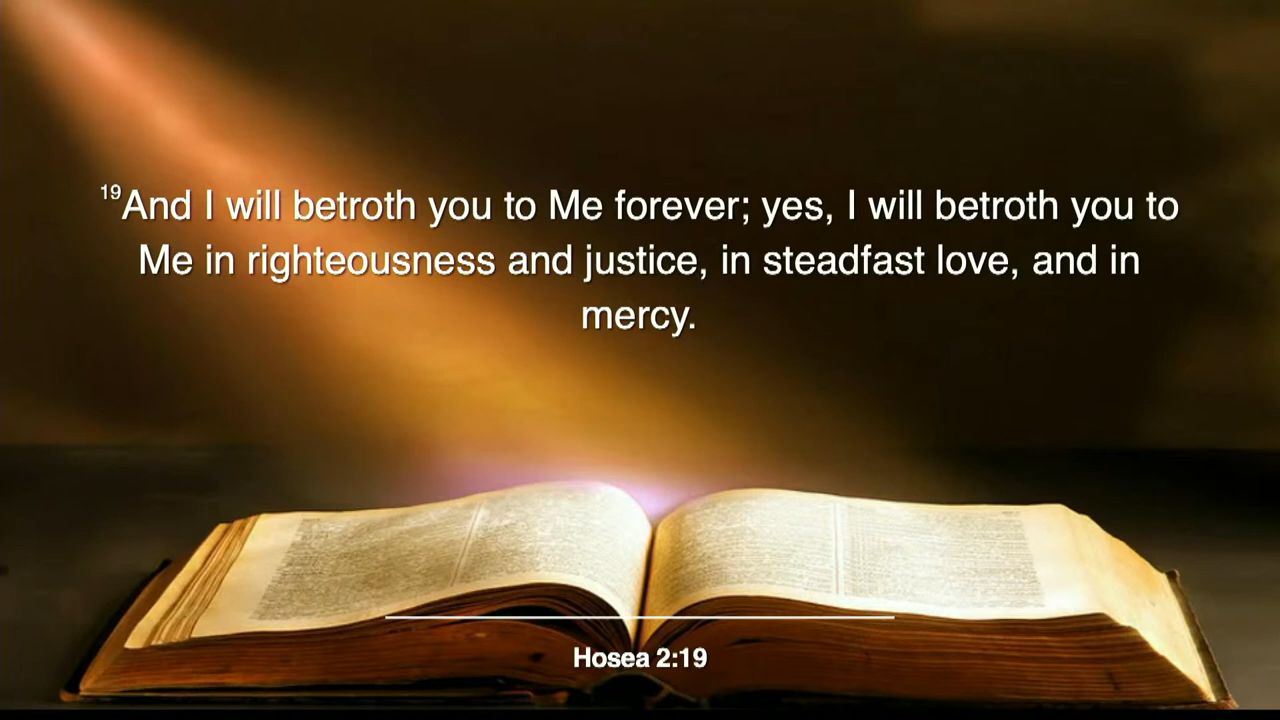 19And I will betroth you to Me forever; yes, I will betroth you to
Me in righteousness and justice, in steadfast love, and in
mercy.
Hosea 2:19